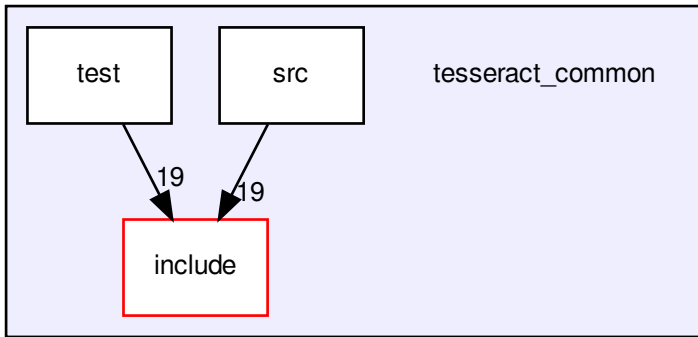 test
src
tesseract_common
19
19
include